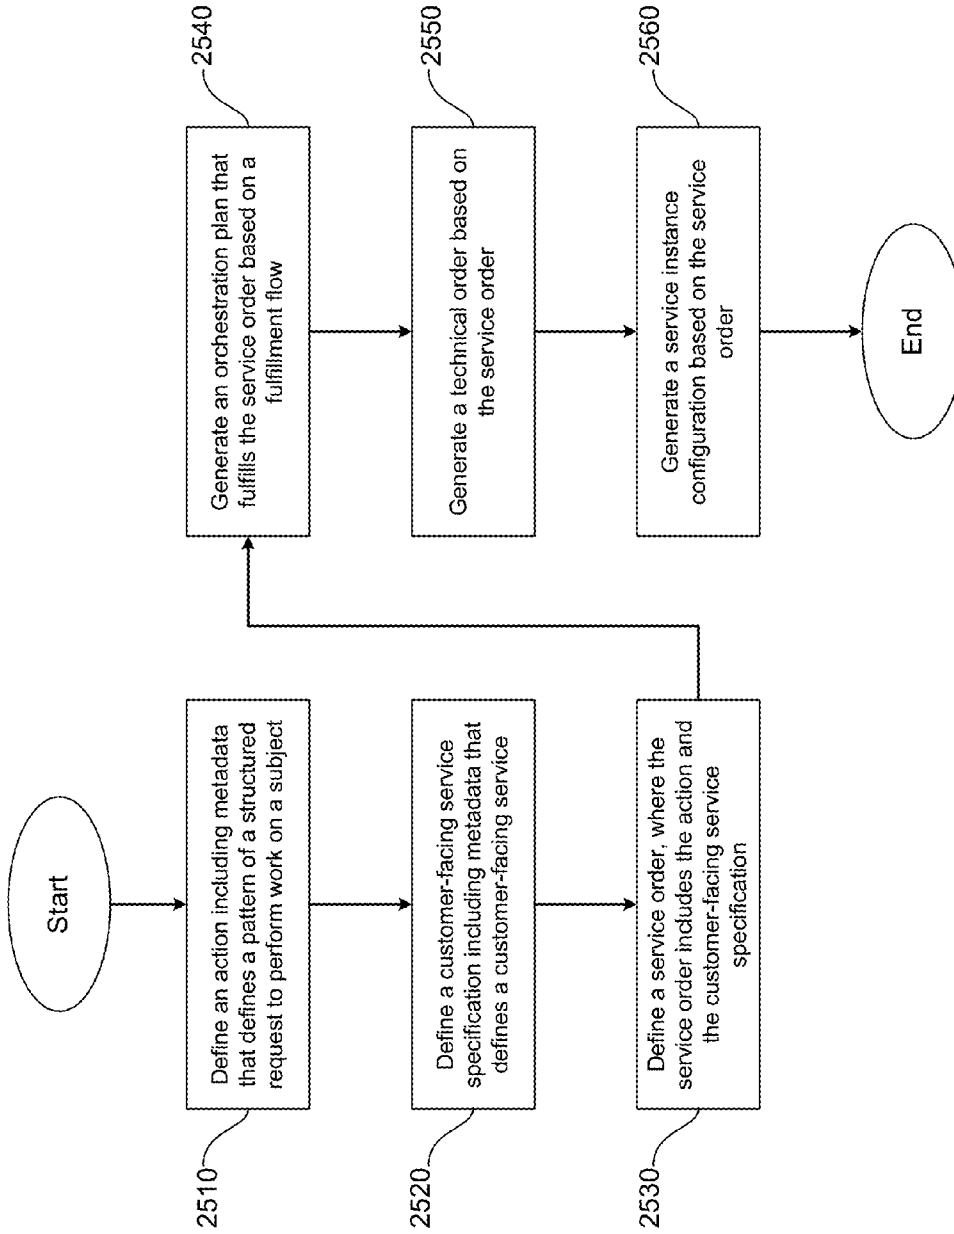 Start
2510
Define an action including metadata
that defines a pattern of a structured
request to perform work on a subject
2520
Define a customer-facing service
specification including metadata that
defines a customer-facing service
2530
Define a service order, where the
service order includes the action and
the customer-facing service
specification
2540
Generate an orchestration plan that
fulfills the service order based on a
fulfillment flow
2550
Generate a technical order based on
the service order
2560
Generate a service instance
configuration based on the service
order
End